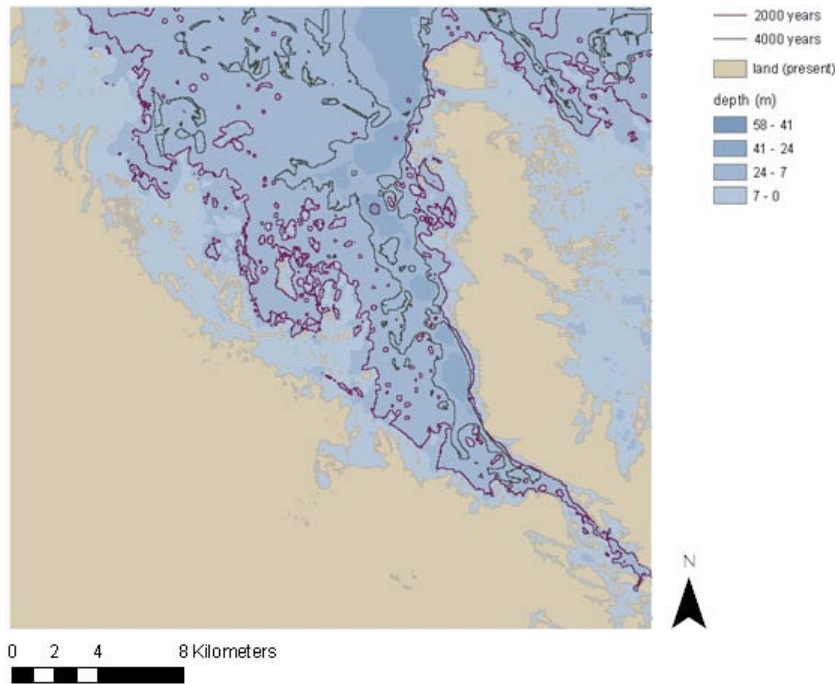 2000 years
4000 years
land (present)
depth (m)
58 - 41
41 - 24
24 - 7
7 - 0
N
0 2 4 8 Kilometers